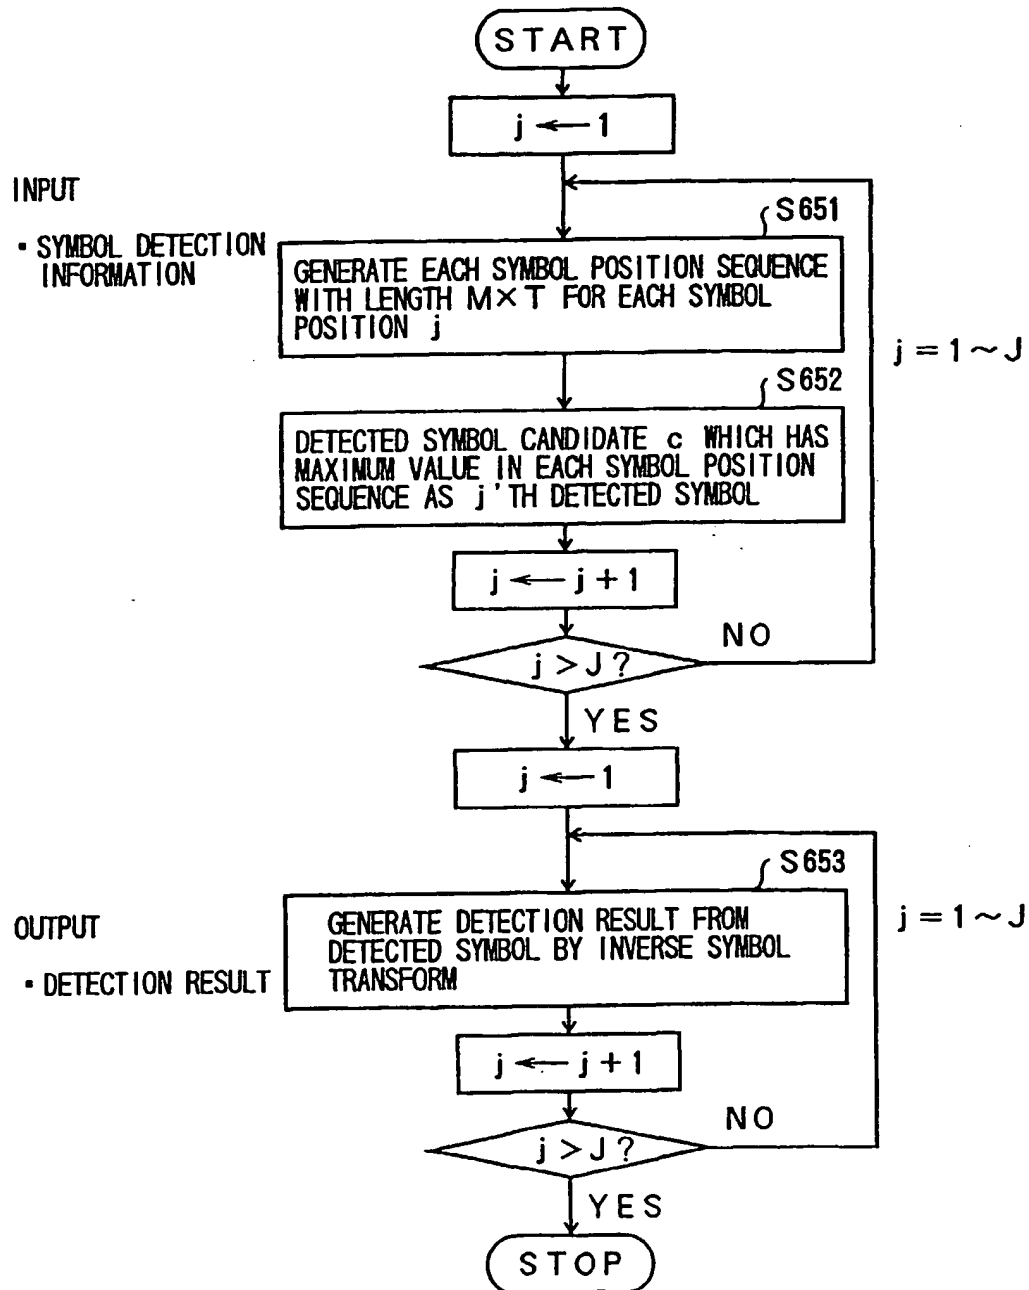 START
j ← 1
INPUT
▪ SYMBOL DETECTION
INFORMATION
S651
GENERATE EACH SYMBOL POSITION SEQUENCE
WITH LENGTH M×T FOR EACH SYMBOL
POSITION j
j = 1 ~ J
S652
DETECTED SYMBOL CANDIDATE c WHICH HAS
MAXIMUM VALUE IN EACH SYMBOL POSITION
SEQUENCE AS j'TH DETECTED SYMBOL
j ← j + 1
j > J ?
NO
YES
j ← 1
S653
OUTPUT
▪ DETECTION RESULT
GENERATE DETECTION RESULT FROM
DETECTED SYMBOL BY INVERSE SYMBOL
TRANSFORM
j = 1 ~ J
j ← j + 1
j > J ?
NO
YES
STOP